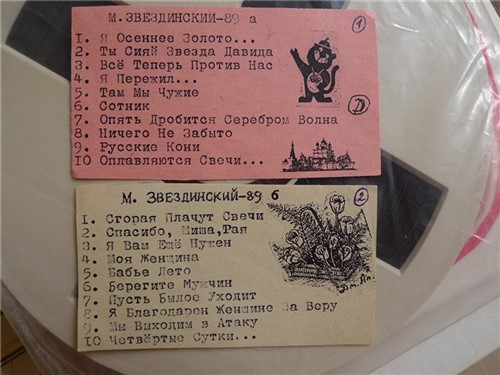 М. ЗВЕЗДИНСКИЙ-89 а
1
1. Я Осеннее Золото...
2. Ты Сияй Звезда Давида
3. Всё Теперь Против Нас
4. Я Пережил...
5. Там Мы Чужие
6. Сотник
7. Опять Дробится Серебром Волна
8. Ничего Не Забыто
9. Русские Кони
10 Оплавляются Свечи...
М. ЗВЕЗДИНСКИЙ-89 б
2
1. Сгорая Плачут Свечи
2. Спасибо, Миша,Рая
3. Я Вам Ещё Нужен
4. Моя Женщина
5. Бабье Лето
6. Берегите Мужчин
7. Пусть Былое Уходит
8. Я Благодарен Женщине За Веру
9. Мы Выходим в Атаку
10 Четвёртые Сутки...